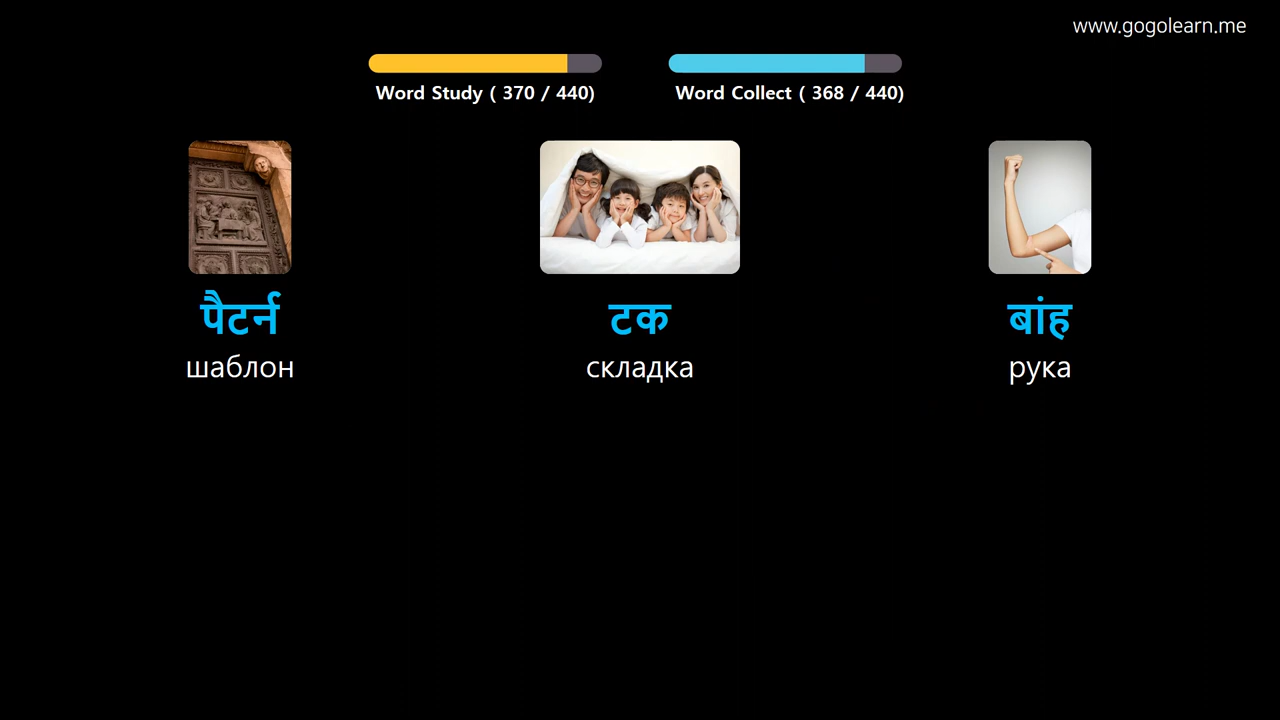 www.gogolearn.me
Word Study ( 370 / 440)
Word Collect ( 368 / 440)
पैटर्न
шаблон
टक
складка
बांह
рука